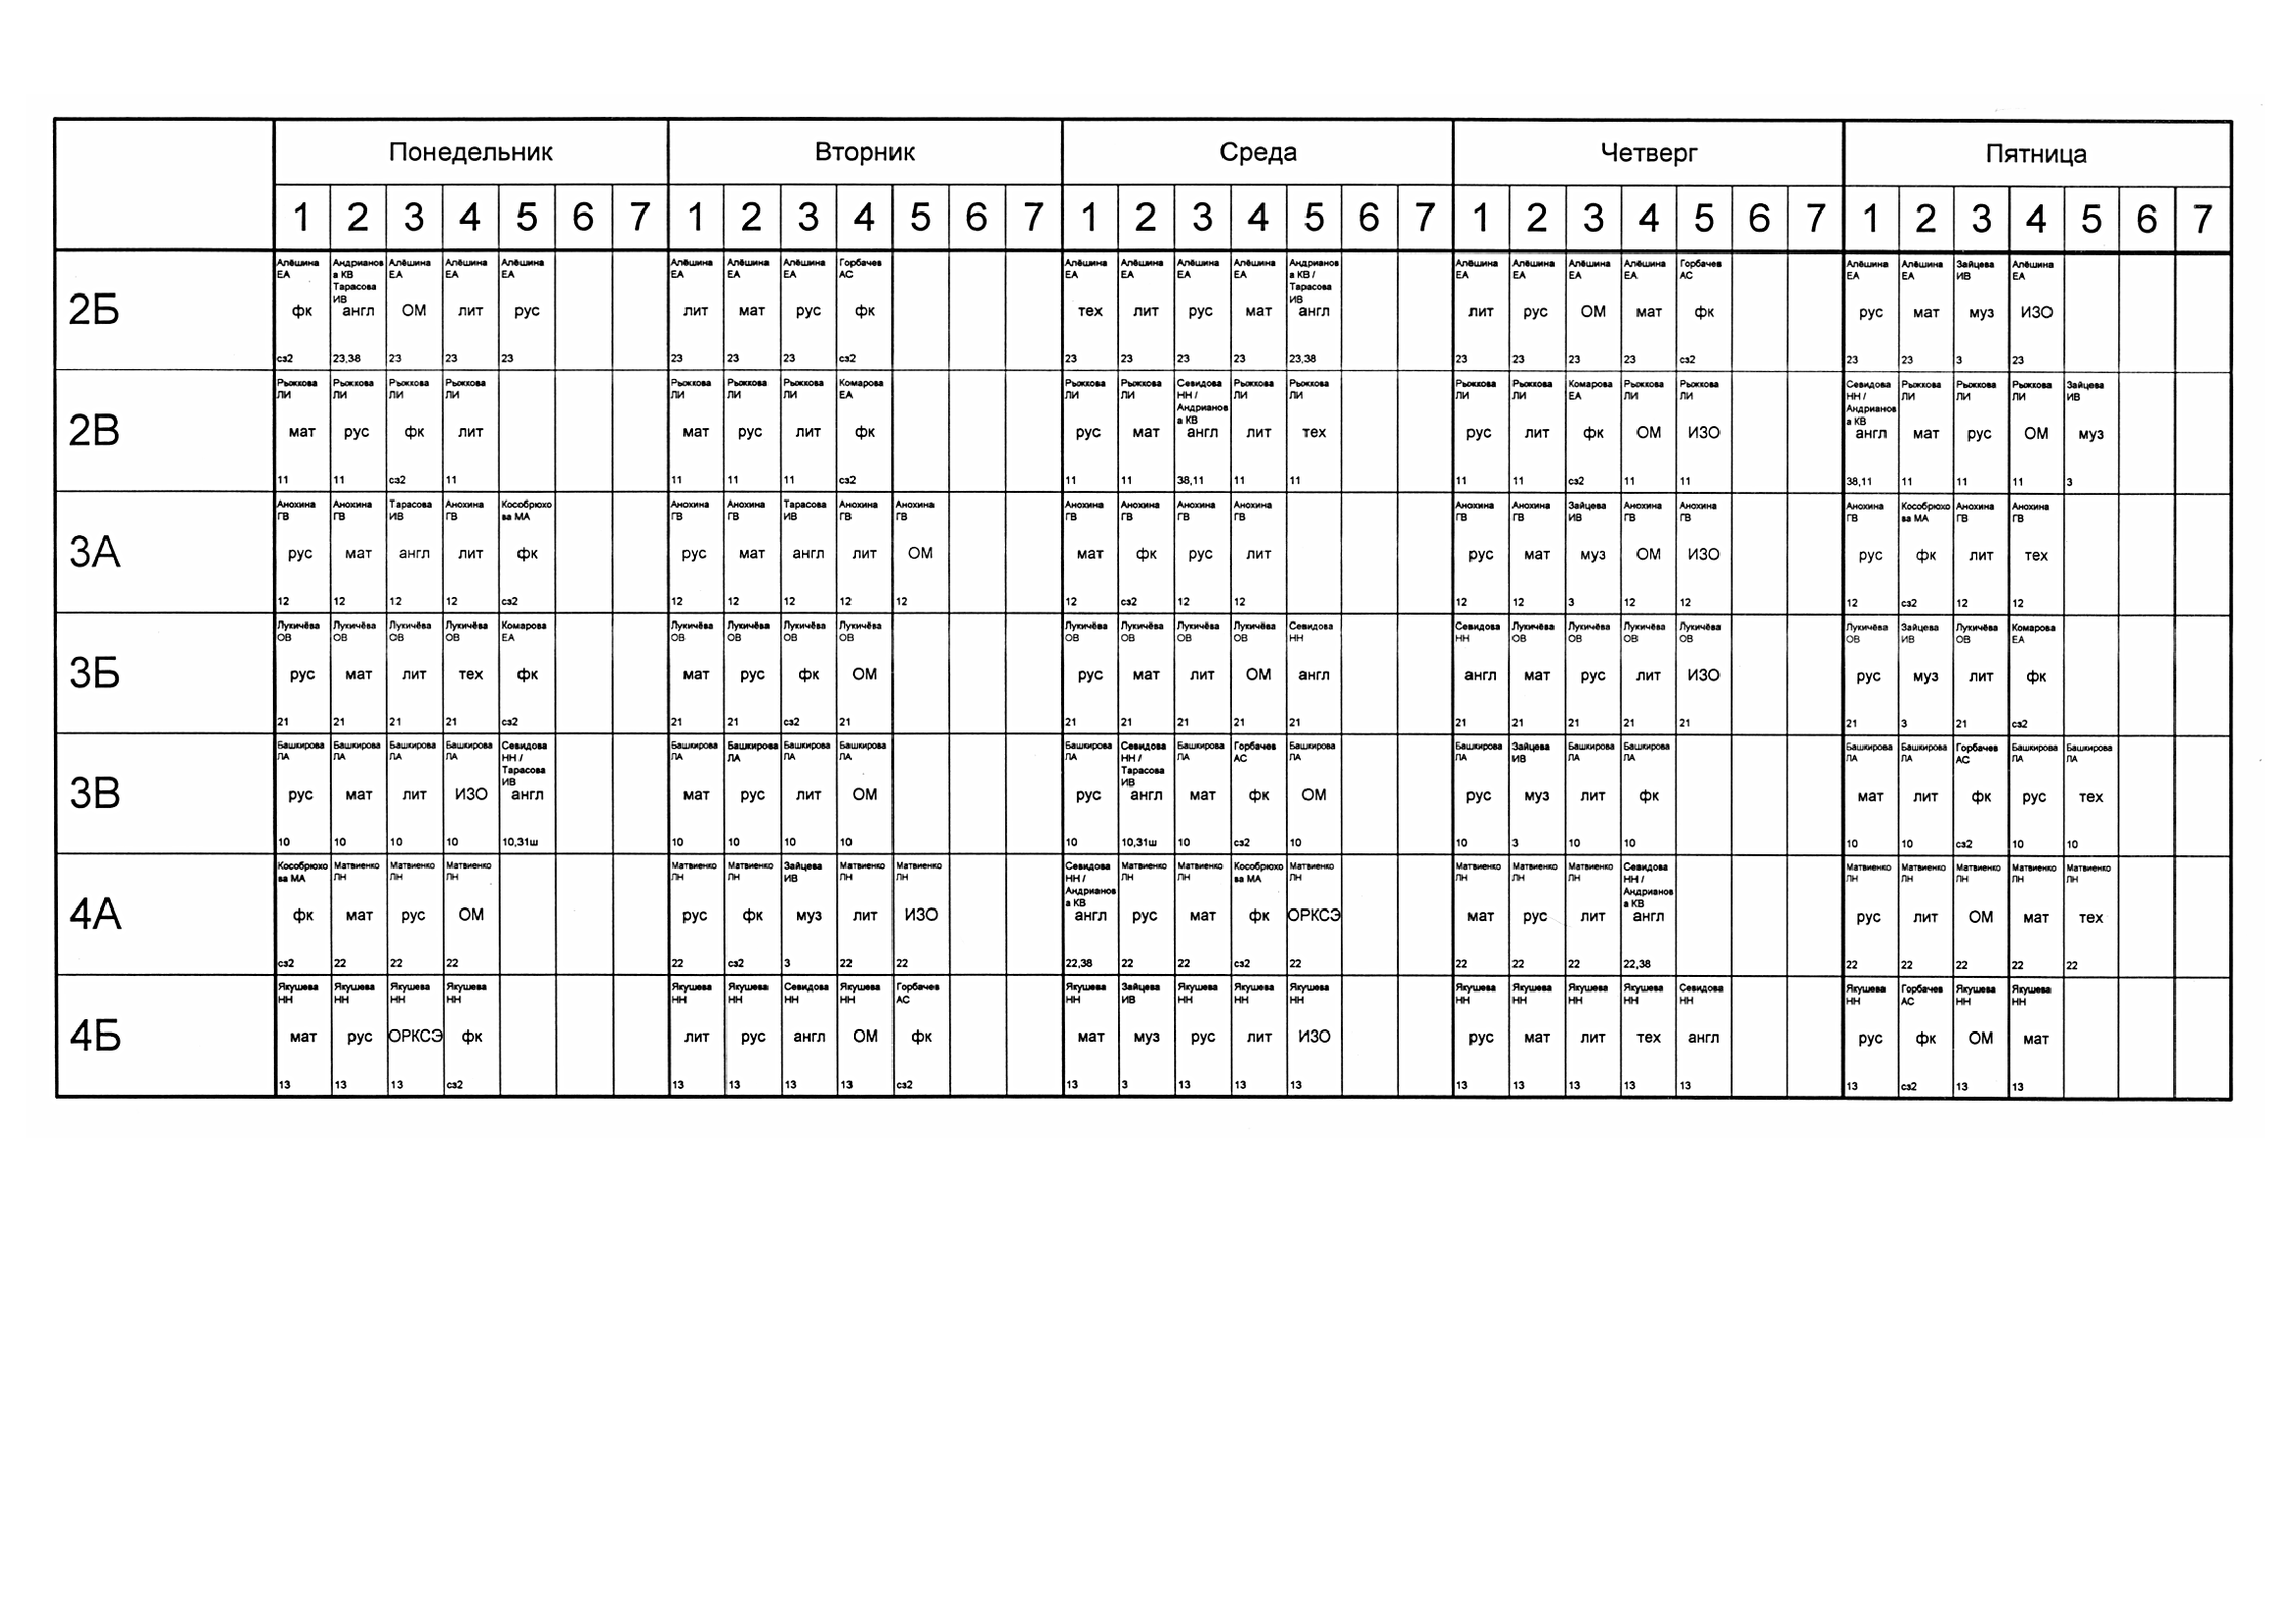 Понедельник Вторник Среда Четверг Пятница
1 2 3 4 5 6 7 1 2 3 4 5 6 7 1 2 3 4 5 6 7 1 2 3 4 5 6 7 1 2 3 4 5 6 7
Алёшина Андрианов Алёшина Алёшина Алёшина Алёшина Алёшина Алёшина Горбачев Алёшина Алёшина Алёшина Алёшина Андрианов Алёшина Алёшина Алёшина Алёшина Горбачев Алёшина Алёшина Зайцева Алёшина
ЕА а КВ ЕА ЕА ЕА ЕА ЕА ЕА АС ЕА ЕА ЕА ЕА а КВ / ЕА ЕА ЕА ЕА АС ЕА ЕА ИВ ЕА
Тарасова Тарасова
ИВ ИВ
2Б фк англ ОМ лит рус лит мат рус фк тех лит рус мат англ лит рус ОМ мат фк рус мат муз ИЗО
сз2 23,38 23 23 23 23 23 23 сз2 23 23 23 23 23,38 23 23 23 23 сз2 23 23 3 23
Рыжкова Рыжкова Рыжкова Рыжкова Рыжкова Рыжкова Рыжкова Комарова Рыжкова Рыжкова Севидова Рыжкова Рыжкова Рыжкова Рыжкова Комарова Рыжкова Рыжкова Севидова Рыжкова Рыжкова Рыжкова Зайцева
ЛИ ЛИ ЛИ ЛИ ЛИ ЛИ ЛИ ЕА ЛИ ЛИ НН / ЛИ ЛИ ЛИ ЛИ ЕА ЛИ ЛИ НН / ЛИ ЛИ ЛИ ИВ
Андрианов Андрианов
а КВ а КВ
2В мат рус фк лит мат рус лит фк рус мат англ лит тех рус лит фк ОМ ИЗО англ мат рус ОМ муз
11 11 сз2 11 11 11 11 сз2 11 11 38,11 11 11 11 11 сз2 11 11 38,11 11 11 11 3
Анохина Анохина Тарасова Анохина Кособрюхо Анохина Анохина Тарасова Анохина Анохина Анохина Анохина Анохина Анохина Анохина Анохина Зайцева Анохина Анохина Анохина Кособрюхо Анохина Анохина
ГВ ГВ ИВ ГВ ва МА ГВ ГВ ИВ ГВ ГВ ГВ ГВ ГВ ГВ ГВ ГВ ИВ ГВ ГВ ГВ ва МА ГВ ГВ
3А рус мат англ лит фк рус мат англ лит ОМ мат фк рус лит рус мат муз ОМ ИЗО рус фк лит тех
12 12 12 12 сз2 12 12 12 12 12 12 сз2 12 12 12 12 3 12 12 12 сз2 12 12
Лукичёва Лукичёва Лукичёва Лукичёва Комарова Лукичёва Лукичёва Лукичёва Лукичёва Лукичёва Лукичёва Лукичёва Лукичёва Севидова Севидова Лукичёва Лукичёва Лукичёва Лукичёва Лукичёва Зайцева Лукичёва Комарова
ОВ ОВ ОВ ОВ ЕА ОВ ОВ ОВ ОВ ОВ ОВ ОВ ОВ НН НН ОВ ОВ ОВ ОВ ОВ ИВ ОВ ЕА
3Б рус мат лит тех фк мат рус фк ОМ рус мат лит ОМ англ англ мат рус лит ИЗО рус муз лит фк
21 21 21 21 сз2 21 21 сз2 21 21 21 21 21 21 21 21 21 21 21 21 3 21 сз2
Башкирова Башкирова Башкирова Башкирова Севидова Башкирова Башкирова Башкирова Башкирова Башкирова Севидова Башкирова Горбачев Башкирова Башкирова Зайцева Башкирова Башкирова Башкирова Башкирова Горбачев Башкирова Башкирова
ЛА ЛА ЛА ЛА НН / ЛА ЛА ЛА ЛА ЛА НН / ЛА АС ЛА ЛА ИВ ЛА ЛА ЛА ЛА АС ЛА ЛА
Тарасова Тарасова
ИВ ИВ
3В рус мат лит ИЗО англ мат рус лит ОМ рус англ мат фк ОМ рус муз лит фк мат лит фк рус тех
10 10 10 10 10,31ш 10 10 10 10 10 10,31ш 10 сз2 10 10 3 10 10 10 10 сз2 10 10
Кособрюхо Матвиенко Матвиенко Матвиенко Матвиенко Матвиенко Зайцева Матвиенко Матвиенко Севидова Матвиенко Матвиенко Кособрюхо Матвиенко Матвиенко Матвиенко Матвиенко Севидова Матвиенко Матвиенко Матвиенко Матвиенко Матвиенко
ва МА ЛН ЛН ЛН ЛН ЛН ИВ ЛН ЛН НН / ЛН ЛН ва МА ЛН ЛН ЛН ЛН НН / ЛН ЛН ЛН ЛН ЛН
Андрианов Андрианов
а КВ а КВ
4А фк мат рус ОМ рус фк муз лит ИЗО англ рус мат фк ОРКСЭ мат рус лит англ рус лит ОМ мат тех
сз2 22 22 22 22 сз2 3 22 22 22,38 22 22 сз2 22 22 22 22 22,38 22 22 22 22 22
Якушева Якушева Якушева Якушева Якушева Якушева Севидова Якушева Горбачев Якушева Зайцева Якушева Якушева Якушева Якушева Якушева Якушева Якушева Севидова Якушева Горбачев Якушева Якушева
НН НН НН НН НН НН НН НН АС НН ИВ НН НН НН НН НН НН НН НН НН АС НН НН
4Б мат рус ОРКСЭ фк лит рус англ ОМ фк мат муз рус лит ИЗО рус мат лит тех англ рус фк ОМ мат
13 13 13 сз2 13 13 13 13 сз2 13 3 13 13 13 13 13 13 13 13 13 сз2 13 13